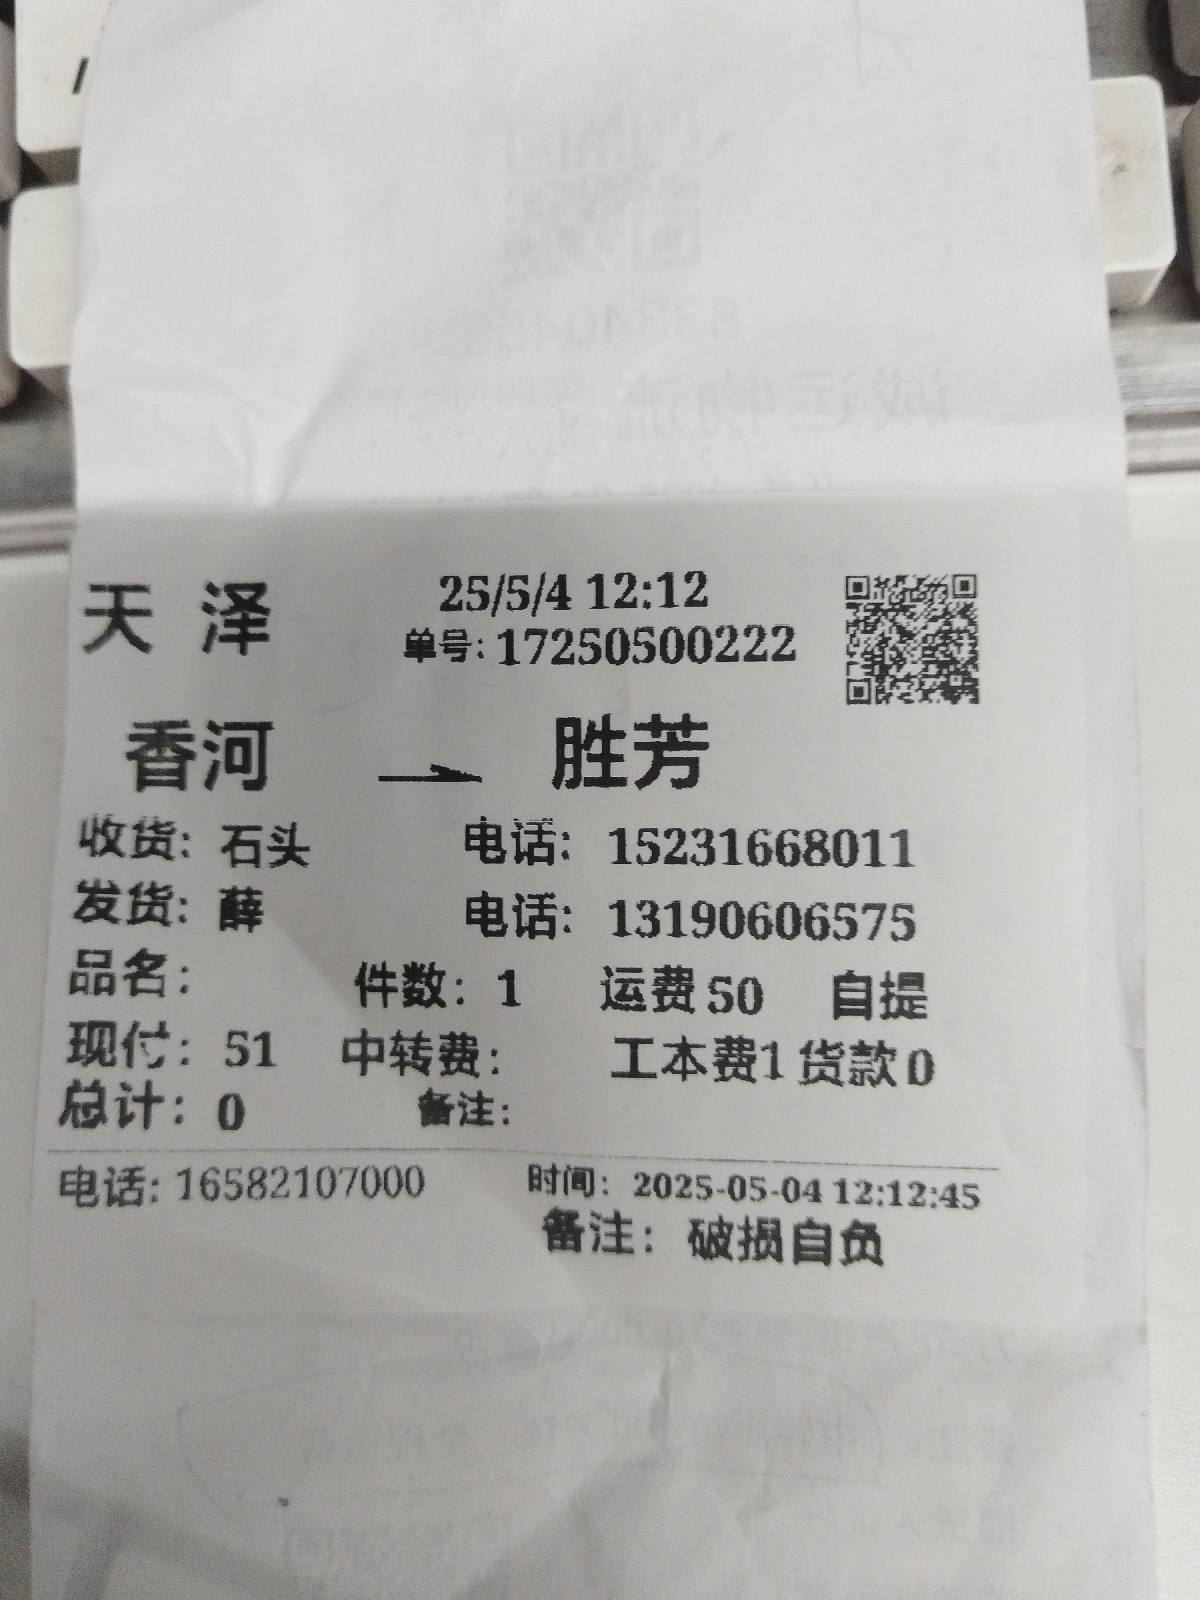 天 泽
25/5/4 12:12
单号: 17250500222
香河 胜芳
收货: 石头 电话: 15231668011
发货: 薛 电话: 13190606575
品名: 件数: 1 运费 50 自提
现付: 51 中转费: 工本费1 货款 0
总计: 0 备注:
电话: 16582107000 时间: 2025-05-04 12:12:45
备注: 破损自负